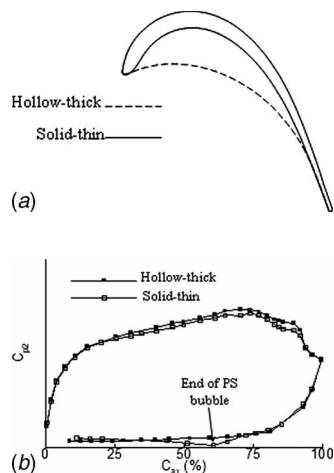 Hollow-thick
Solid-thin
(a)
Hollow-thick
Solid-thin
Cp2
End of PS
bubble
0
25
50
75
100
Cax (%)
(b)